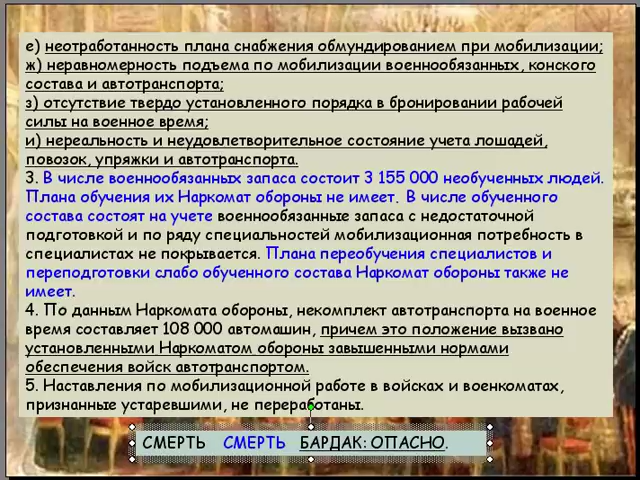 е) неотработанность плана снабжения обмундированием при мобилизации;
ж) неравномерность подъема по мобилизации военнообязанных, конского
состава и автотранспорта;
з) отсутствие твердо установленного порядка в бронировании рабочей
силы на военное время;
и) нереальность и неудовлетворительное состояние учета лошадей,
повозок, упряжки и автотранспорта.
3. В числе военнообязанных запаса состоит 3 155 000 необученных людей.
Плана обучения их Наркомат обороны не имеет. В числе обученного
состава состоят на учете военнообязанные запаса с недостаточной
подготовкой и по ряду специальностей мобилизационная потребность в
специалистах не покрывается. Плана переобучения специалистов и
переподготовки слабо обученного состава Наркомат обороны также не
имеет.
4. По данным Наркомата обороны, некомплект автотранспорта на военное
время составляет 108 000 автомашин, причем это положение вызвано
установленными Наркоматом обороны завышенными нормами
обеспечения войск автотранспортом.
5. Наставления по мобилизационной работе в войсках и военкоматах,
признанные устаревшими, не переработаны.
СМЕРТЬ СМЕРТЬ БАРДАК: ОПАСНО.